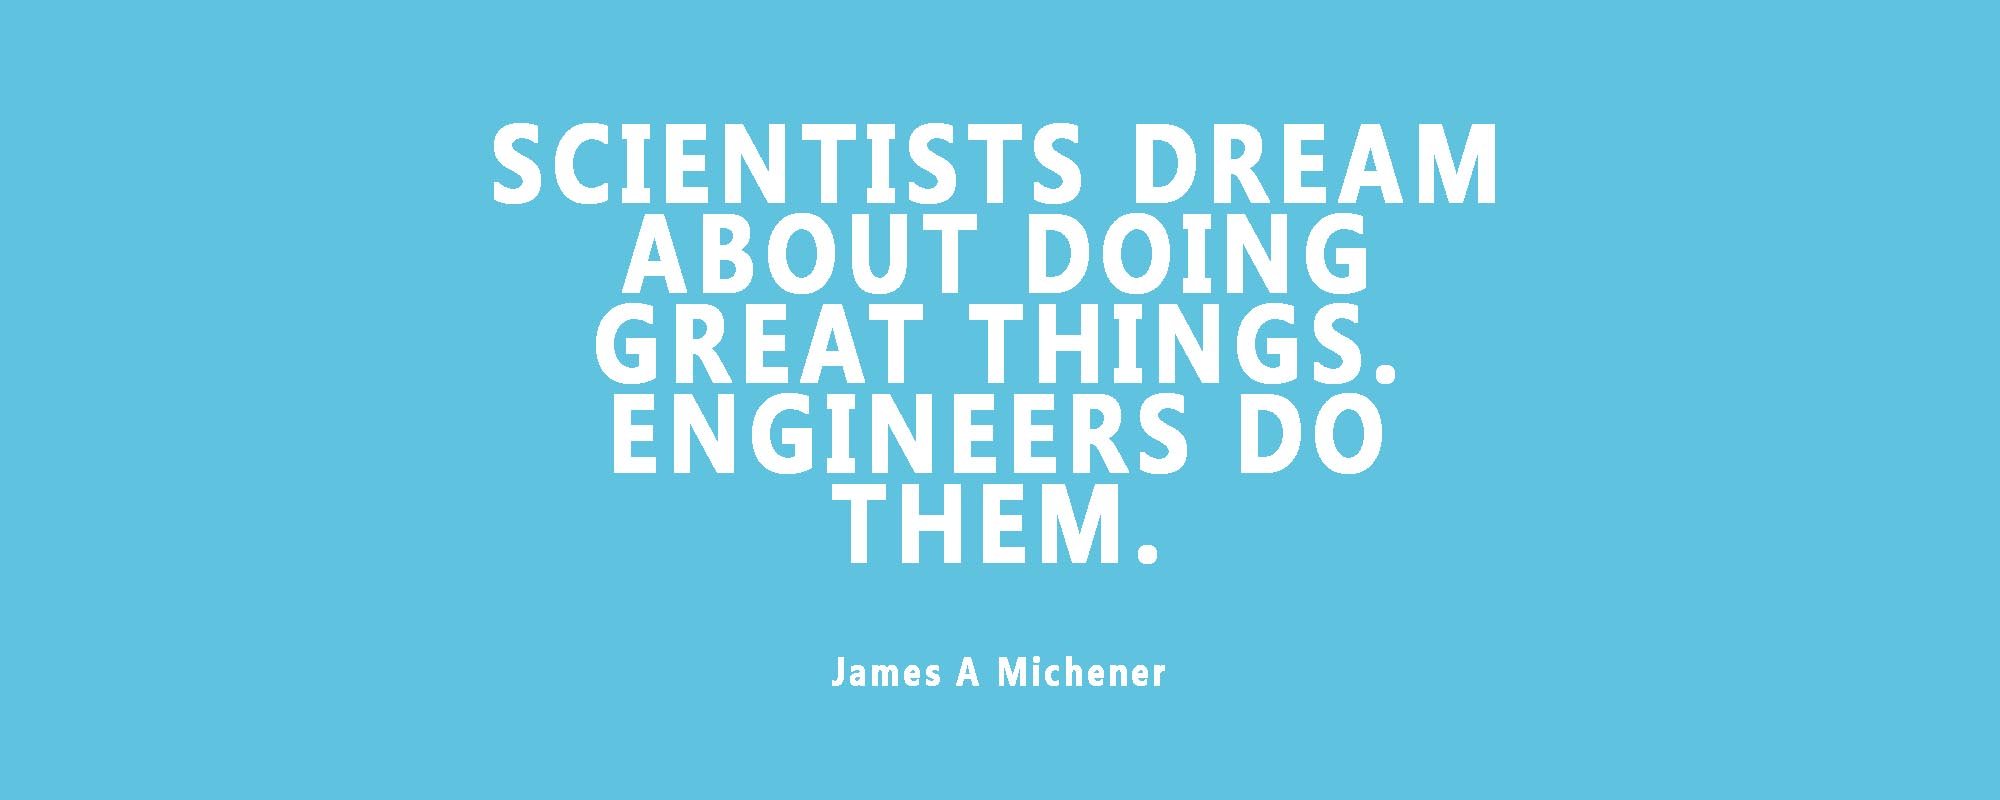 SCIENTISTS DREAM
ABOUT DOING
GREAT THINGS.
ENGINEERS DO
THEM.
James A Michener